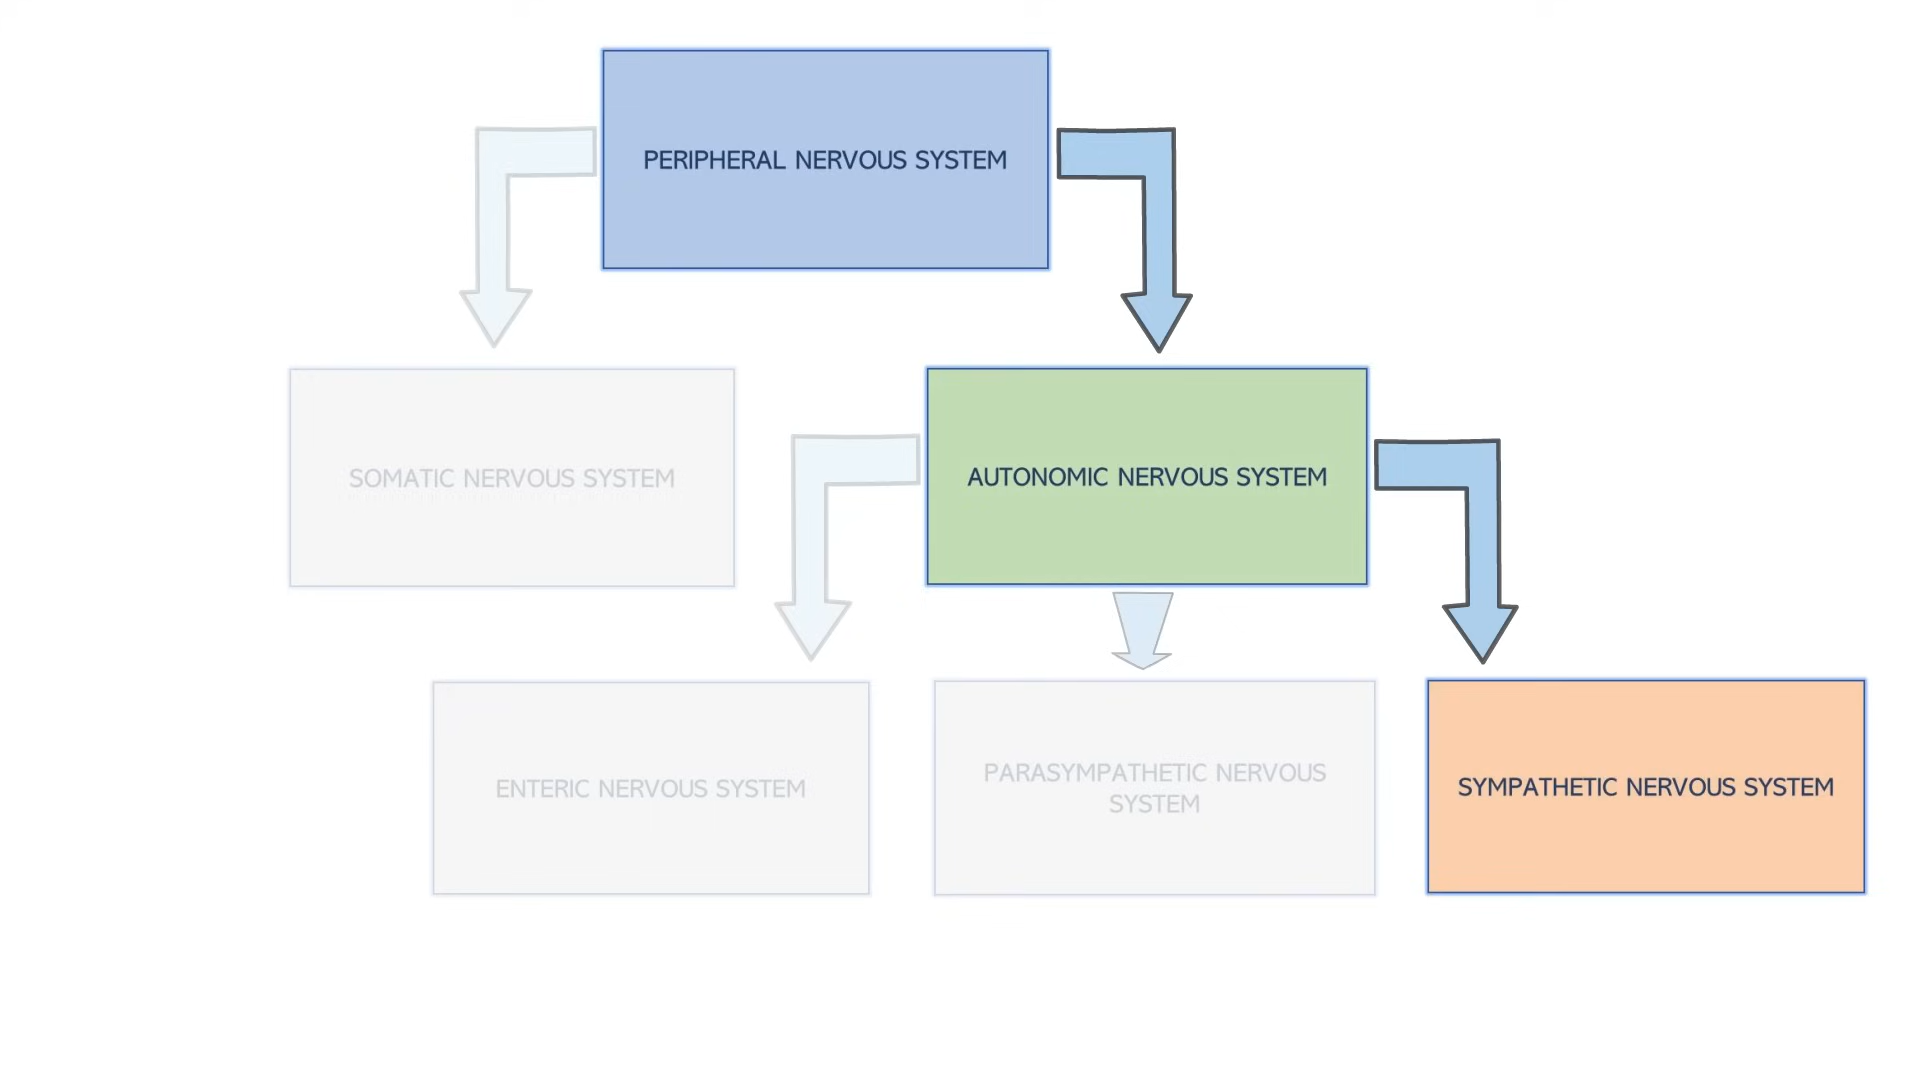 PERIPHERAL NERVOUS SYSTEM
SOMATIC NERVOUS SYSTEM
AUTONOMIC NERVOUS SYSTEM
ENTERIC NERVOUS SYSTEM
PARASYMPATHETIC NERVOUS
SYSTEM
SYMPATHETIC NERVOUS SYSTEM